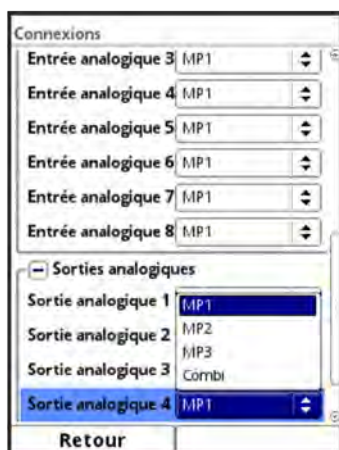 Connexions
Entrée analogique 3 MP1
Entrée analogique 4 MP1
Entrée analogique 5 MP1
Entrée analogique 6 MP1
Entrée analogique 7 MP1
Entrée analogique 8 MP1
Sorties analogiques
Sortie analogique 1 MP1
Sortie analogique 2 MP2
MP3
Sortie analogique 3 Combi
Sortie analogique 4 MP1
Retour